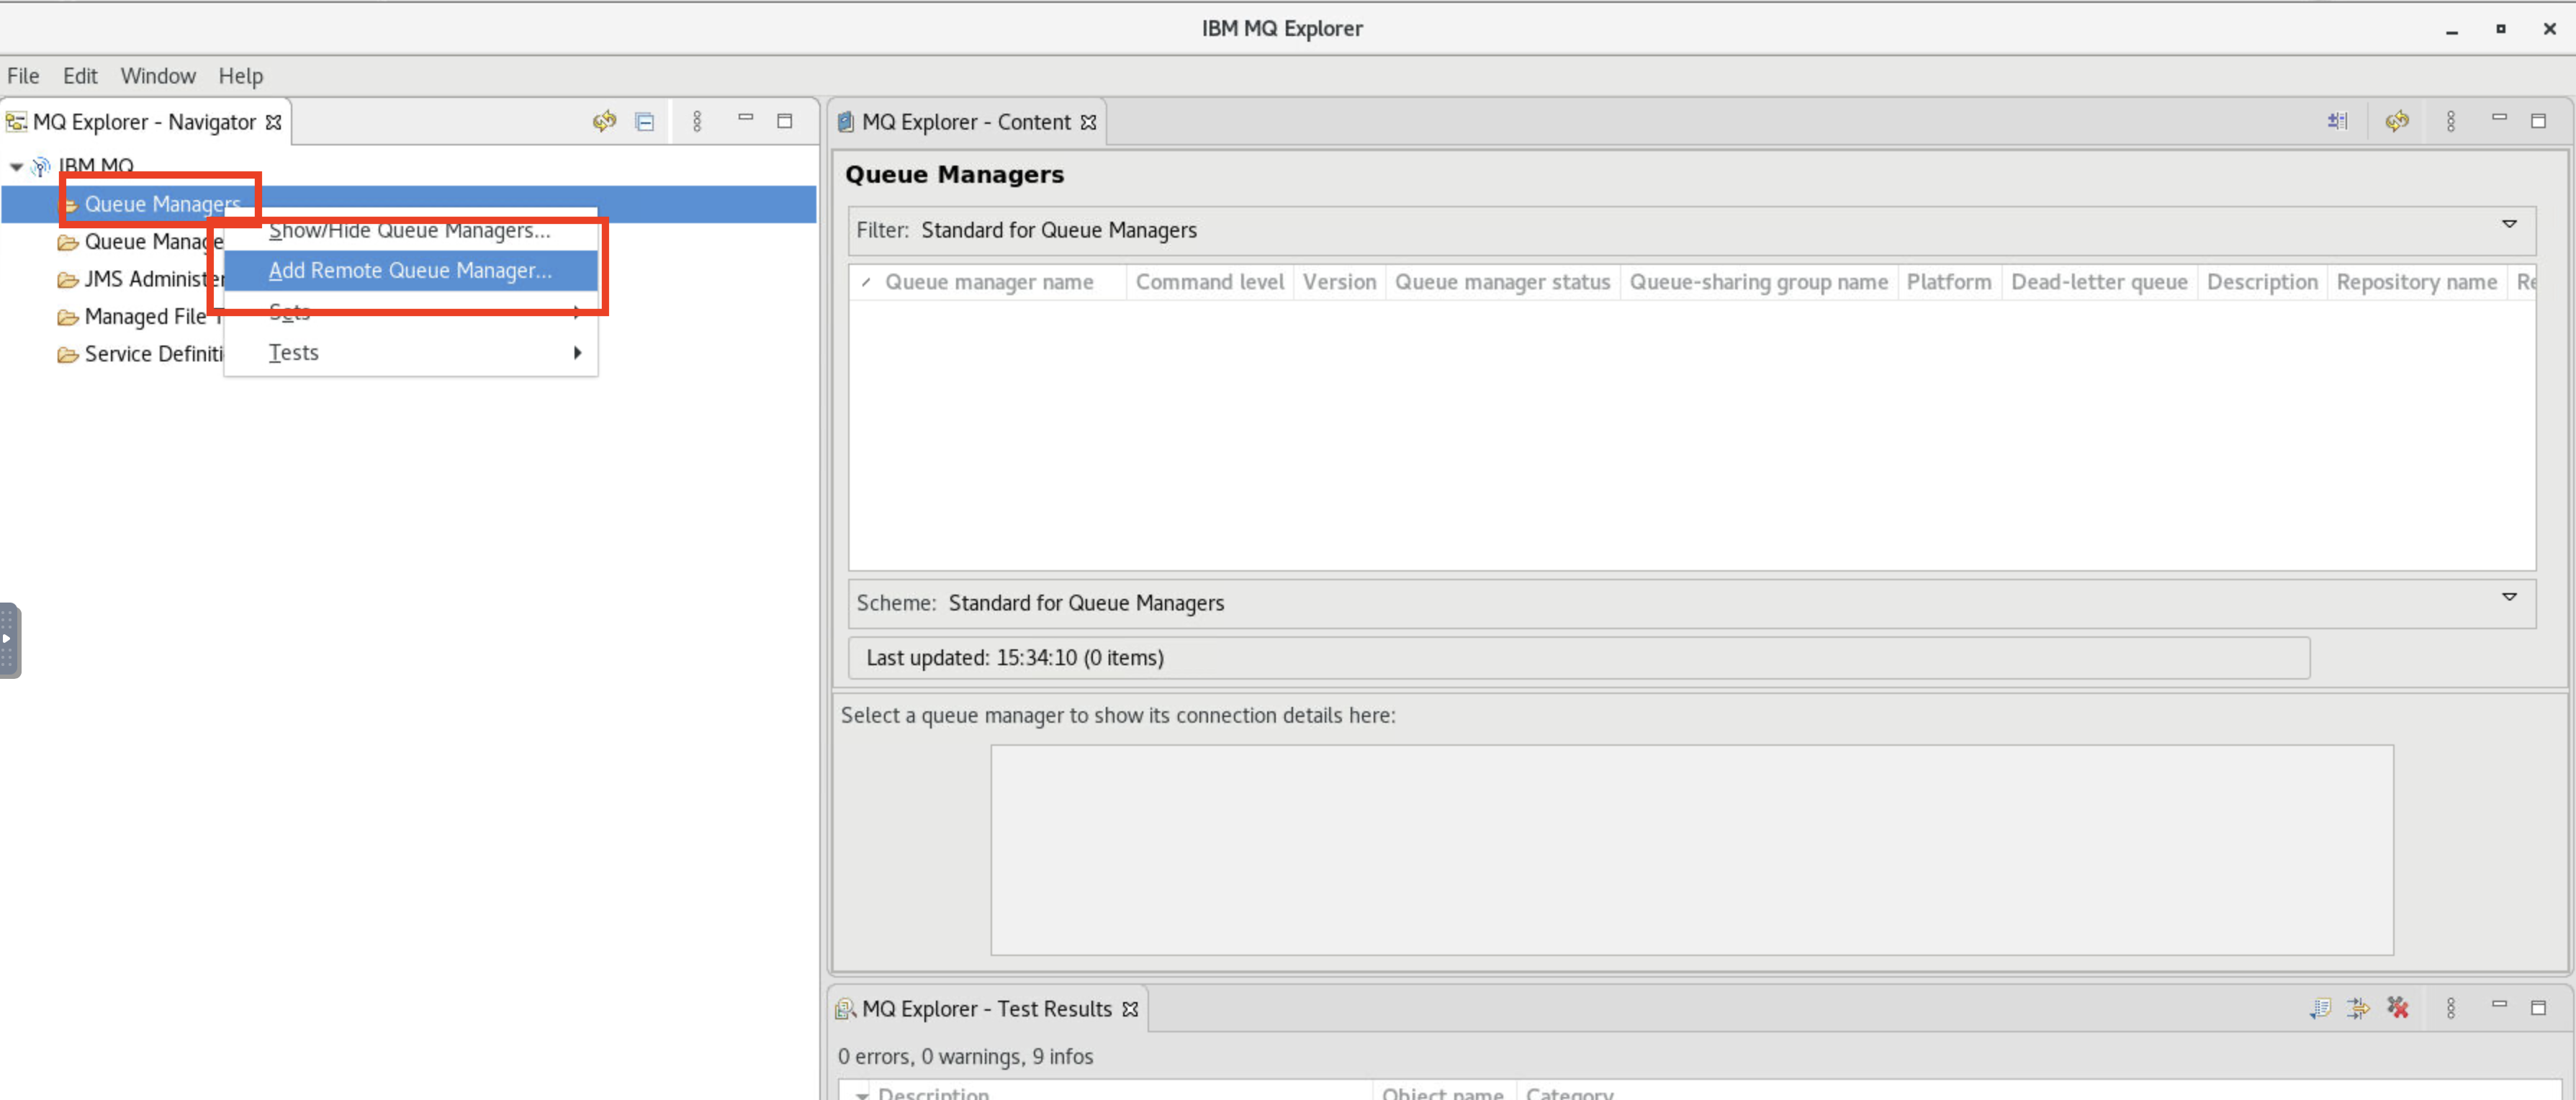 IBM MQ Explorer
File Edit Window Help
MQ Explorer - Navigator
IBM MQ
Queue Managers
Queue Manage
JMS Administer
Managed File T
Service Definiti
Show/Hide Queue Managers...
Add Remote Queue Manager...
Sets
Tests
MQ Explorer - Content
Queue Managers
Filter: Standard for Queue Managers
Queue manager name Command level Version Queue manager status Queue-sharing group name Platform Dead-letter queue Description Repository name Re
Scheme: Standard for Queue Managers
Last updated: 15:34:10 (0 items)
Select a queue manager to show its connection details here:
MQ Explorer - Test Results
0 errors, 0 warnings, 9 infos
Description Object name Category